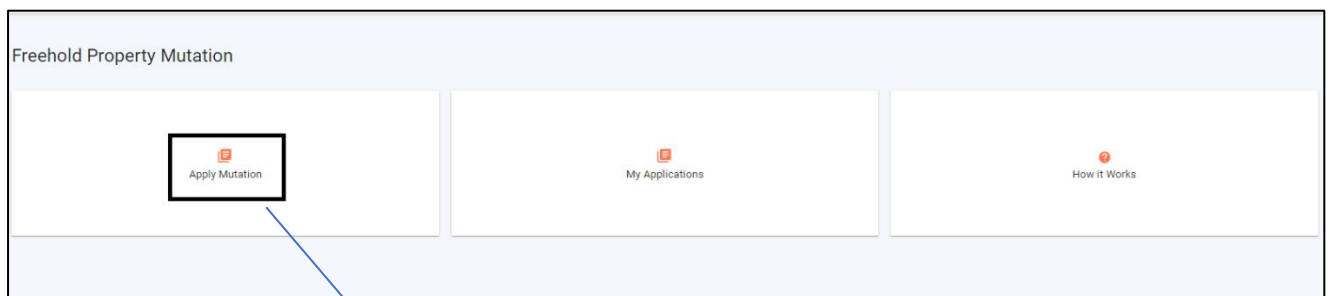 Freehold Property Mutation
Apply Mutation
My Applications
How it Works